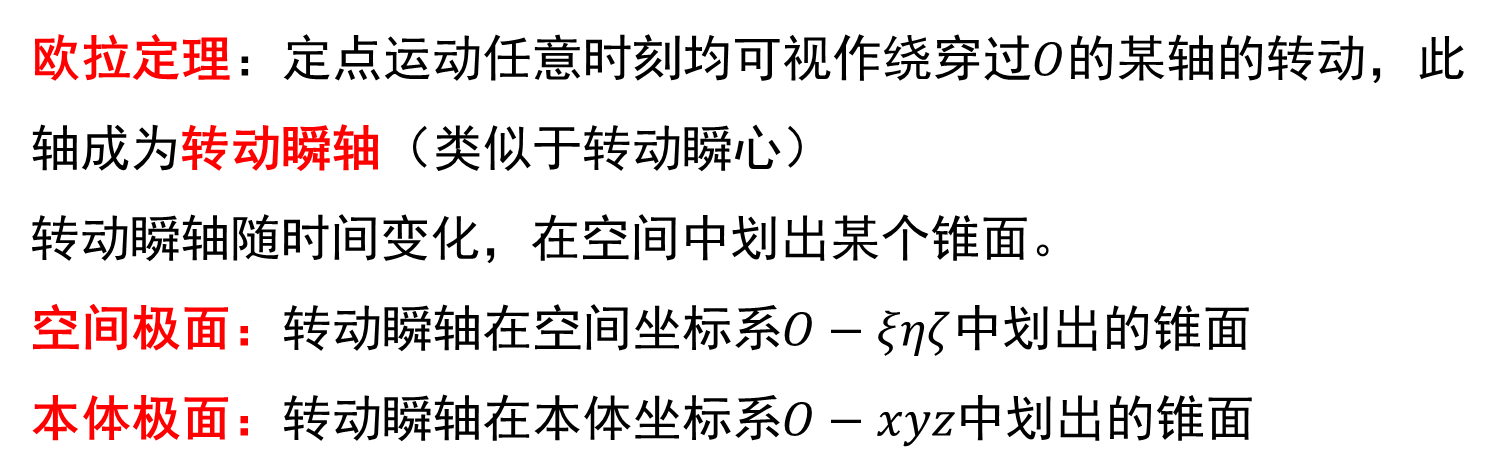 欧拉定理：定点运动任意时刻均可视作绕穿过O的某轴的转动，此
轴成为转动瞬轴（类似于转动瞬心）
转动瞬轴随时间变化，在空间中划出某个锥面。
空间极面：转动瞬轴在空间坐标系O − ξηζ中划出的锥面
本体极面：转动瞬轴在本体坐标系O − xyz中划出的锥面